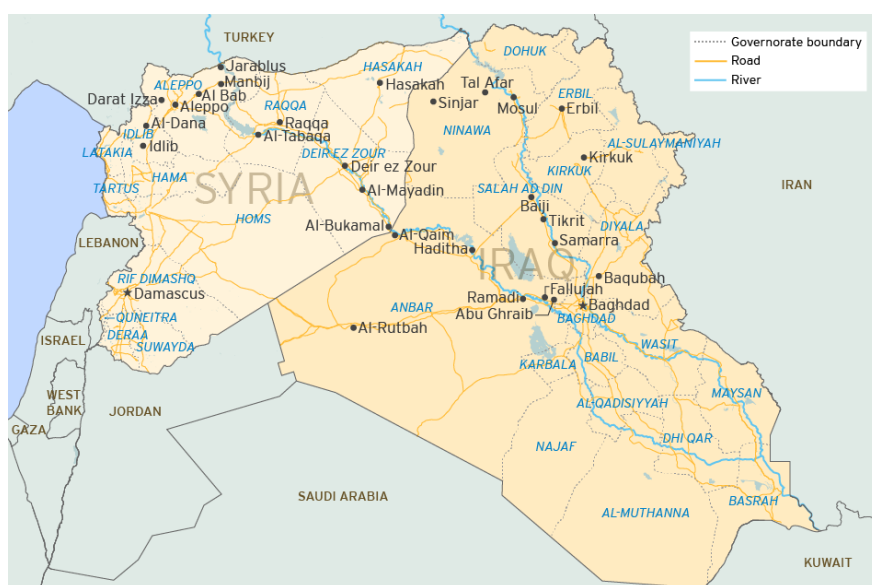 TURKEY
Governorate boundary
Road
River
Jarablus
Manbij
ALEPPO
Al Bab
Darat Izza
Aleppo
HASAKAH
Hasakah
DOHUK
Tal Afar
Sinjar
Mosul
ERBIL
Erbil
RAQQA
Raqqa
Al-Dana
IDLIB
Idlib
Al-Tabaqa
NINAWA
LATAKIA
AL-SULAYMANIYAH
DEIR EZ ZOUR
Deir ez Zour
Kirkuk
KIRKUK
HAMA
TARTUS
SYRIA
Al-Mayadin
SALAH AD DIN
Baiji
IRAN
HOMS
Tikrit
DIYALA
Al-Bukamal
Al-Qaim
Haditha
Samarra
LEBANON
IRAQ
RIF DIMASHQ
Damascus
Baqubah
Fallujah
Ramadi
Abu Ghraib
Baghdad
BAGHDAD
ANBAR
QUNEITRA
DERAA
SUWAYDA
Al-Rutbah
ISRAEL
WASIT
BABIL
KARBALA
WEST
BANK
MAYSAN
AL-QADISIYYAH
JORDAN
GAZA
DHI QAR
NAJAF
SAUDI ARABIA
AL-MUTHANNA
BASRAH
KUWAIT